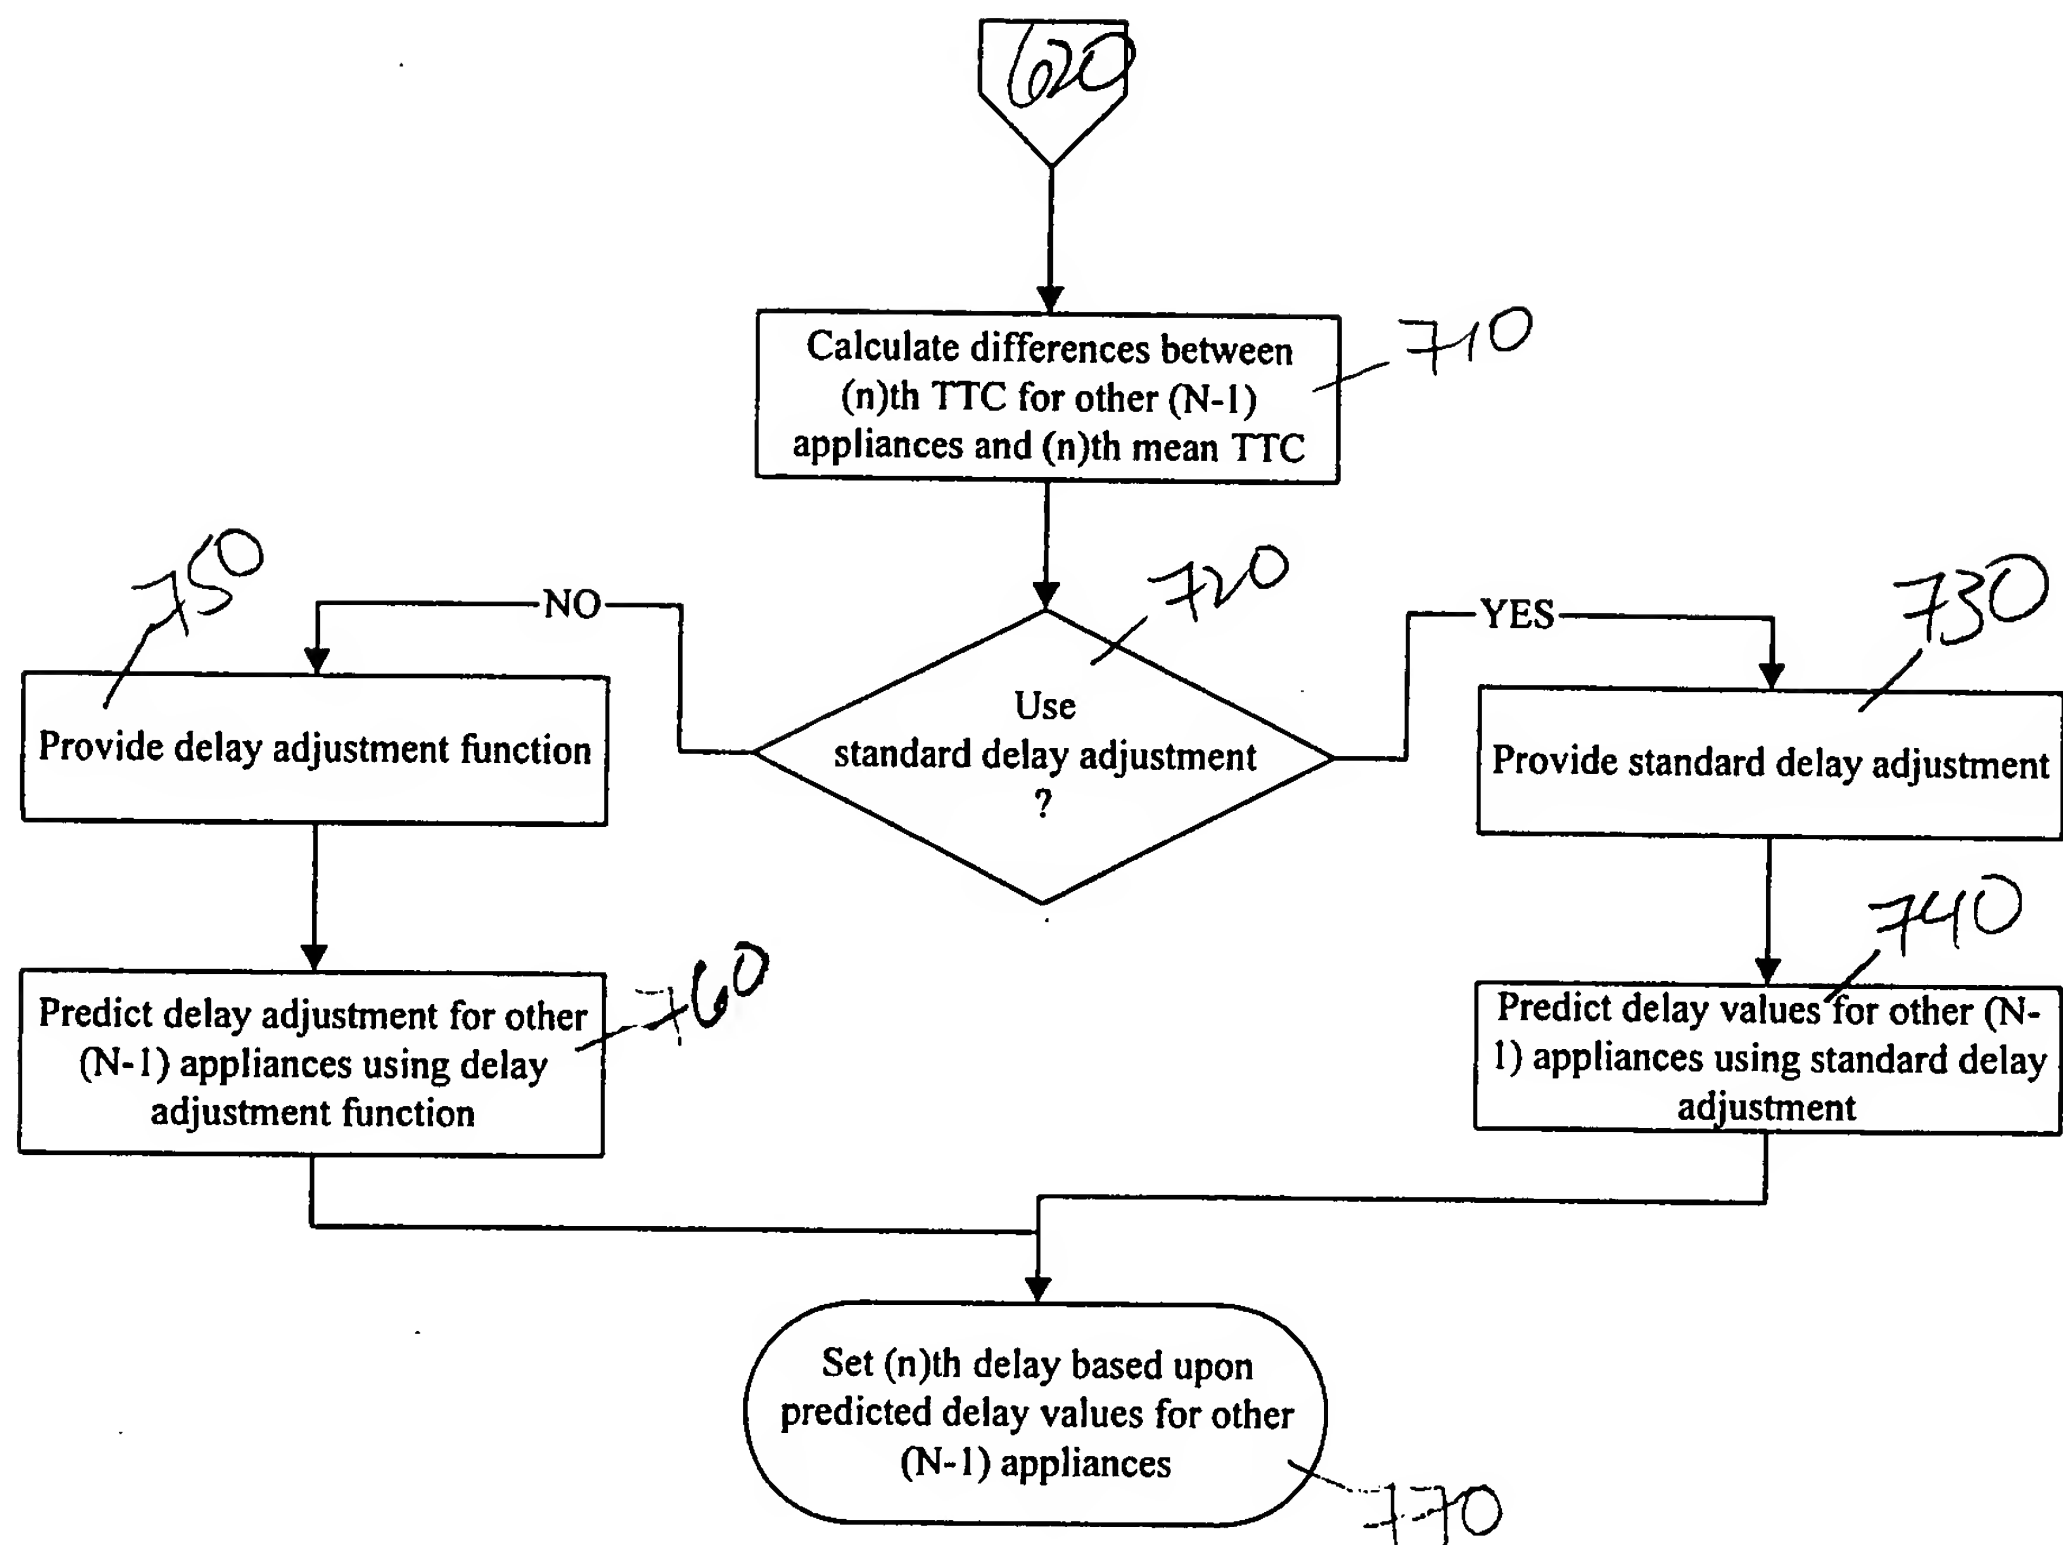 620
Calculate differences between
(n)th TTC for other (N-1)
appliances and (n)th mean TTC
710
720
Use
standard delay adjustment
?
NO
YES
750
Provide delay adjustment function
730
Provide standard delay adjustment
Predict delay adjustment for other
(N-1) appliances using delay
adjustment function
760
740
Predict delay values for other (N-
1) appliances using standard delay
adjustment
Set (n)th delay based upon
predicted delay values for other
(N-1) appliances
770